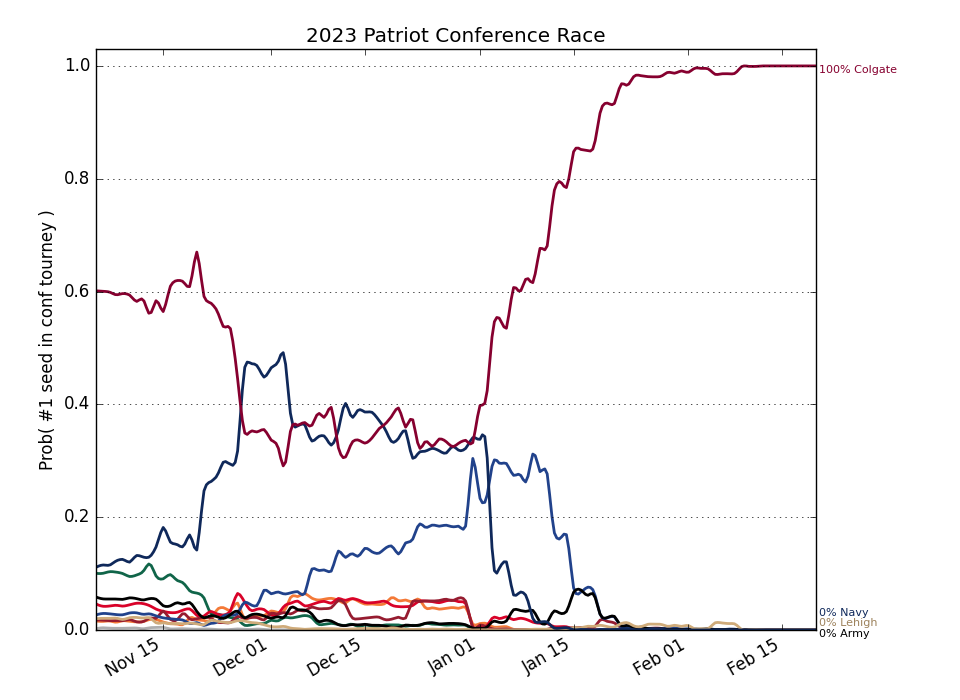 2023 Patriot Conference Race
Prob( #1 seed in conf tourney )
1.0
0.8
0.6
0.4
0.2
0.0
Nov 15
Dec 01
Dec 15
Jan 01
Jan 15
Feb 01
Feb 15
100% Colgate
0% Navy
0% Lehigh
0% Army